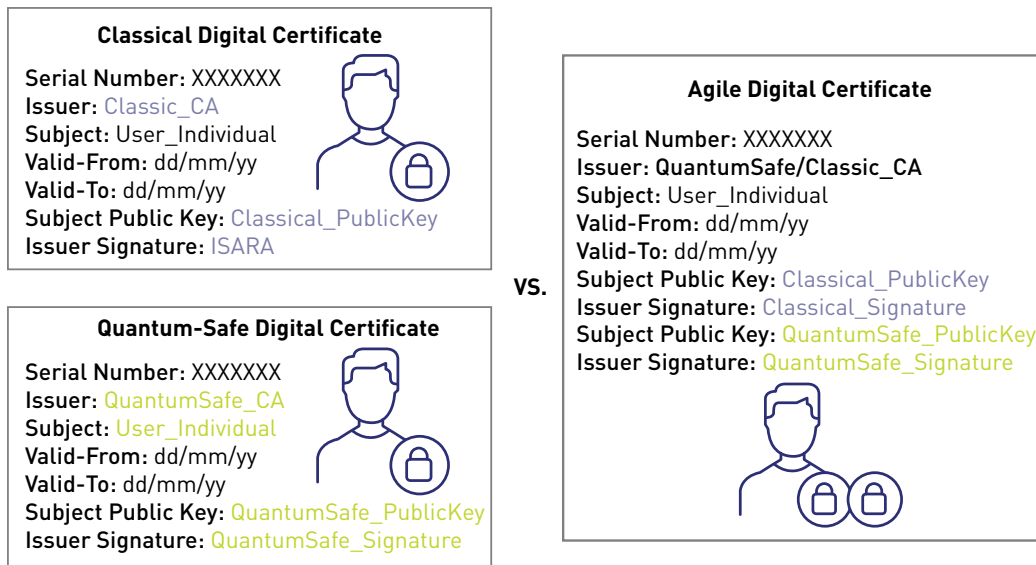 Classical Digital Certificate
Serial Number: XXXXXXX
Issuer: Classic_CA
Subject: User_Individual
Valid-From: dd/mm/yy
Valid-To: dd/mm/yy
Subject Public Key: Classical_PublicKey
Issuer Signature: ISARA
Quantum-Safe Digital Certificate
Serial Number: XXXXXXX
Issuer: QuantumSafe_CA
Subject: User_Individual
Valid-From: dd/mm/yy
Valid-To: dd/mm/yy
Subject Public Key: QuantumSafe_PublicKey
Issuer Signature: QuantumSafe_Signature
VS.
Agile Digital Certificate
Serial Number: XXXXXXX
Issuer: QuantumSafe/Classic_CA
Subject: User_Individual
Valid-From: dd/mm/yy
Valid-To: dd/mm/yy
Subject Public Key: Classical_PublicKey
Issuer Signature: Classical_Signature
Subject Public Key: QuantumSafe_PublicKey
Issuer Signature: QuantumSafe_Signature